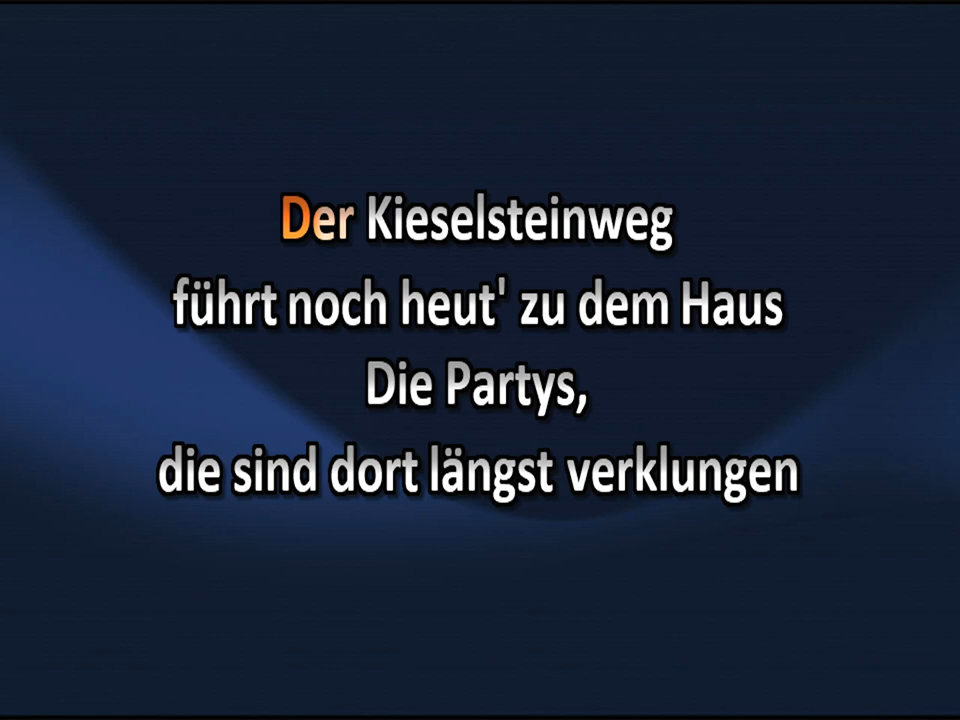 Der Kieselsteinweg
führt noch heut' zu dem Haus
Die Partys,
die sind dort längst verklungen